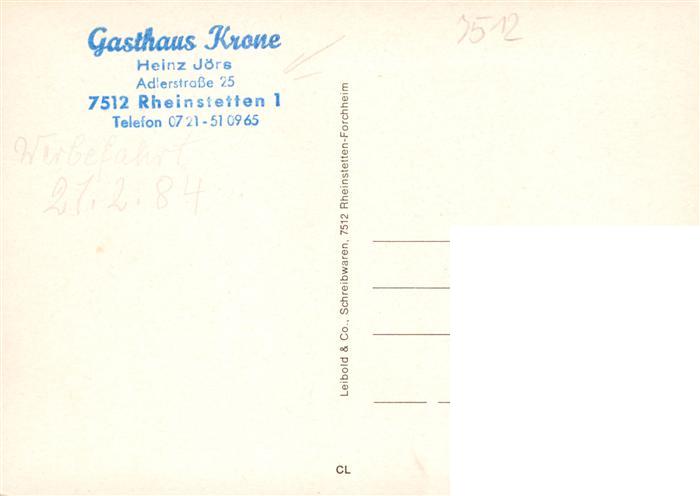 Gasthaus Krone
Heinz Jörs
Adlerstraße 25
7512 Rheinstetten 1
Telefon 0721-510965
7512
Werbefahrt
21.2.84
Leibold & Co., Schreibwaren, 7512 Rheinstetten-Forchheim
CL